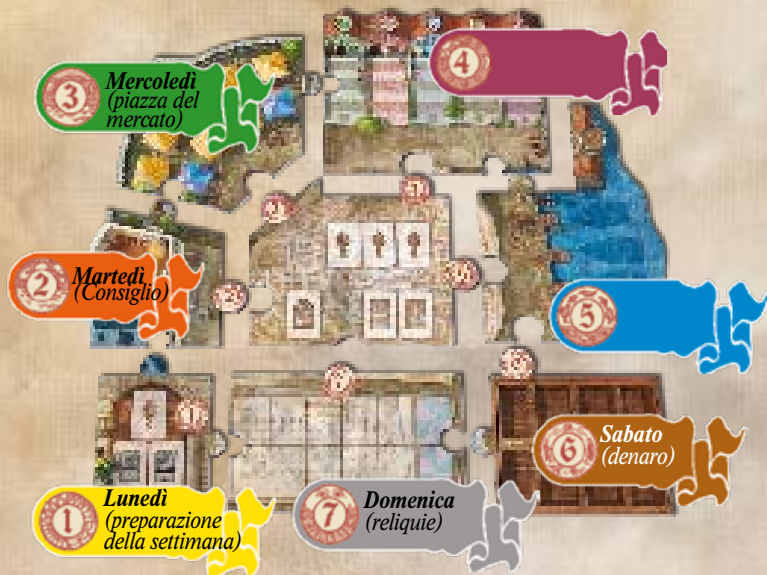 4
3
Mercoledì
(piazza del
mercato)
2
Martedì
(Consiglio)
5
6
Sabato
(denaro)
1
Lunedì
(preparazione
della settimana)
7
Domenica
(reliquie)